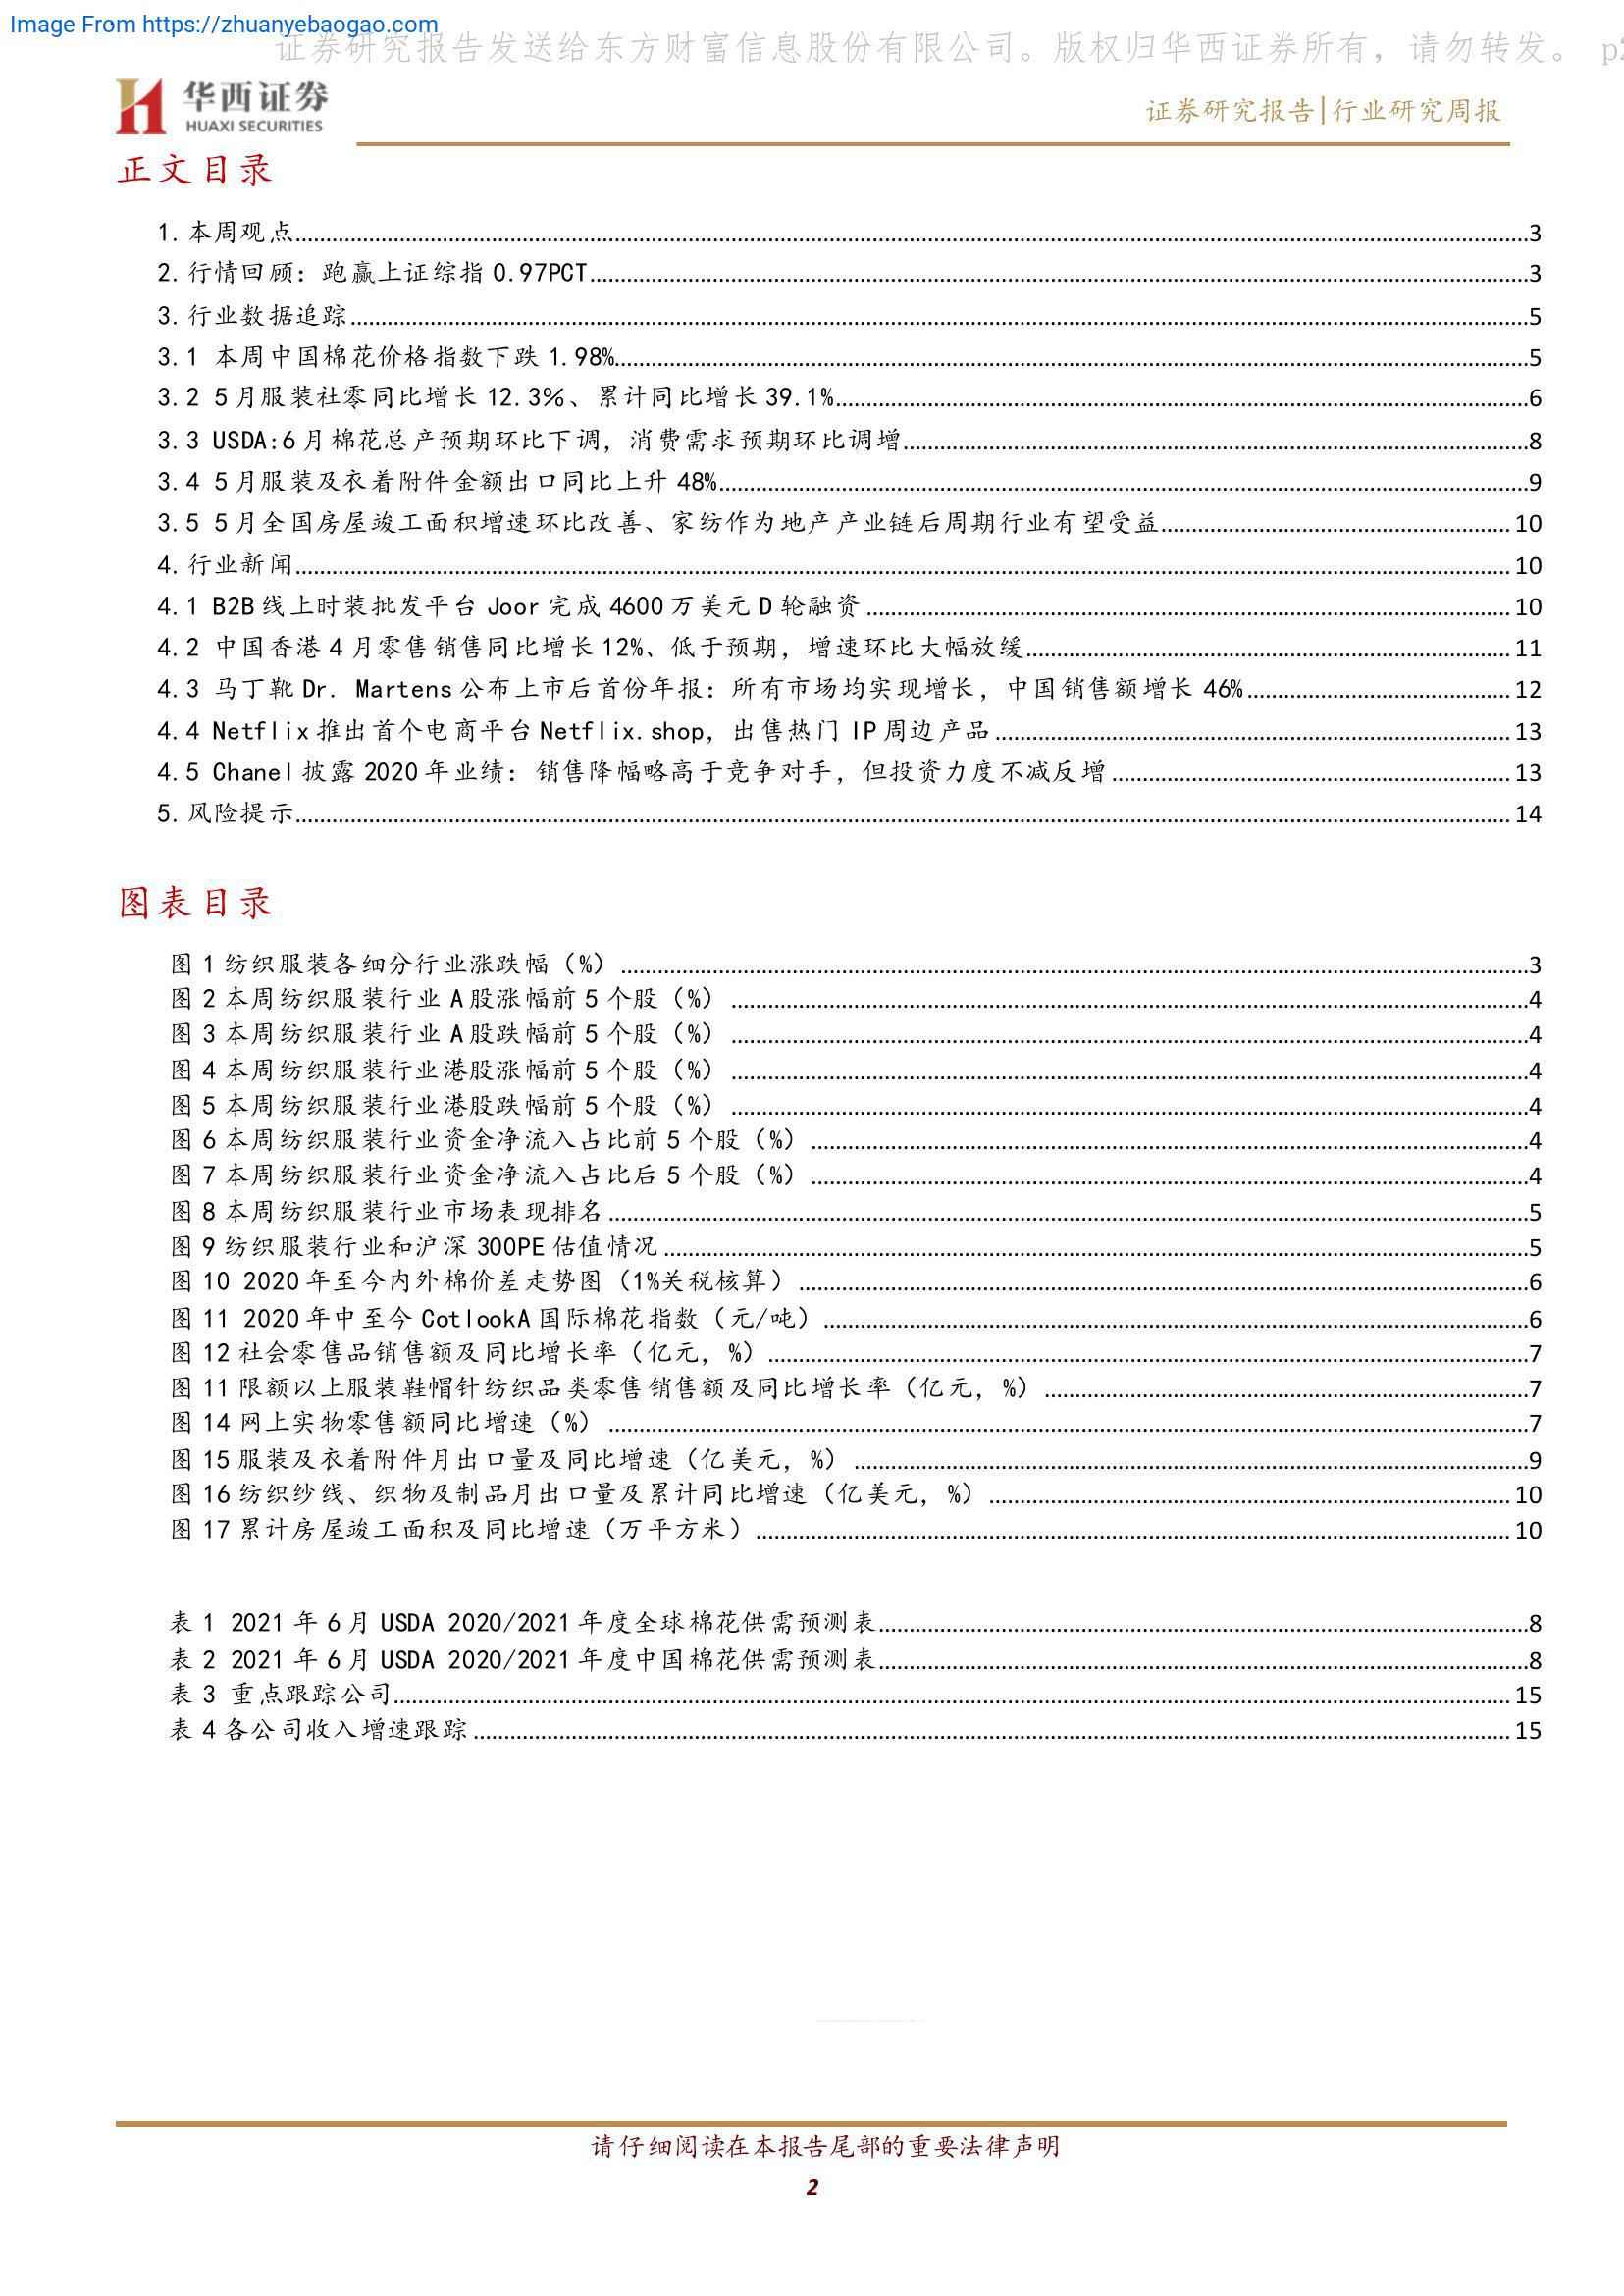 Image From https://zhuanyebaogao.com
证券研究报告发送给东方财富信息股份有限公司。版权归华西证券所有，请勿转发。 p2
华西证券
HUAXI SECURITIES
证券研究报告|行业研究周报
正文目录
1. 本周观点 3
2. 行情回顾：跑赢上证综指 0.97PCT 3
3. 行业数据追踪 5
3.1 本周中国棉花价格指数下跌 1.98% 5
3.2 5 月服装社零同比增长 12.3%、累计同比增长 39.1% 6
3.3 USDA:6 月棉花总产预期环比下调，消费需求预期环比调增 8
3.4 5 月服装及衣着附件金额出口同比上升 48% 9
3.5 5 月全国房屋竣工面积增速环比改善、家纺作为地产产业链后周期行业有望受益 10
4. 行业新闻 10
4.1 B2B 线上时装批发平台 Joor 完成 4600 万美元 D 轮融资 10
4.2 中国香港 4 月零售销售同比增长 12%、低于预期，增速环比大幅放缓 11
4.3 马丁靴 Dr. Martens 公布上市后首份年报：所有市场均实现增长，中国销售额增长 46% 12
4.4 Netflix 推出首个电商平台 Netflix.shop，出售热门 IP 周边产品 13
4.5 Chanel 披露 2020 年业绩：销售降幅略高于竞争对手，但投资力度不减反增 13
5. 风险提示 14
图表目录
图 1 纺织服装各细分行业涨跌幅（%） 3
图 2 本周纺织服装行业 A 股涨幅前 5 个股（%） 4
图 3 本周纺织服装行业 A 股跌幅前 5 个股（%） 4
图 4 本周纺织服装行业港股涨幅前 5 个股（%） 4
图 5 本周纺织服装行业港股跌幅前 5 个股（%） 4
图 6 本周纺织服装行业资金净流入占比前 5 个股（%） 4
图 7 本周纺织服装行业资金净流入占比后 5 个股（%） 4
图 8 本周纺织服装行业市场表现排名 5
图 9 纺织服装行业和沪深 300PE 估值情况 5
图 10 2020 年至今内外棉价差走势图（1%关税核算） 6
图 11 2020 年中至今 CotlookA 国际棉花指数（元/吨） 6
图 12 社会零售品销售额及同比增长率（亿元，%） 7
图 11 限额以上服装鞋帽针纺织品类零售销售额及同比增长率（亿元，%） 7
图 14 网上实物零售额同比增速（%） 7
图 15 服装及衣着附件月出口量及同比增速（亿美元，%） 9
图 16 纺织纱线、织物及制品月出口量及累计同比增速（亿美元，%） 10
图 17 累计房屋竣工面积及同比增速（万平方米） 10
表 1 2021 年 6 月 USDA 2020/2021 年度全球棉花供需预测表 8
表 2 2021 年 6 月 USDA 2020/2021 年度中国棉花供需预测表 8
表 3 重点跟踪公司 15
表 4 各公司收入增速跟踪 15
请仔细阅读在本报告尾部的重要法律声明
2